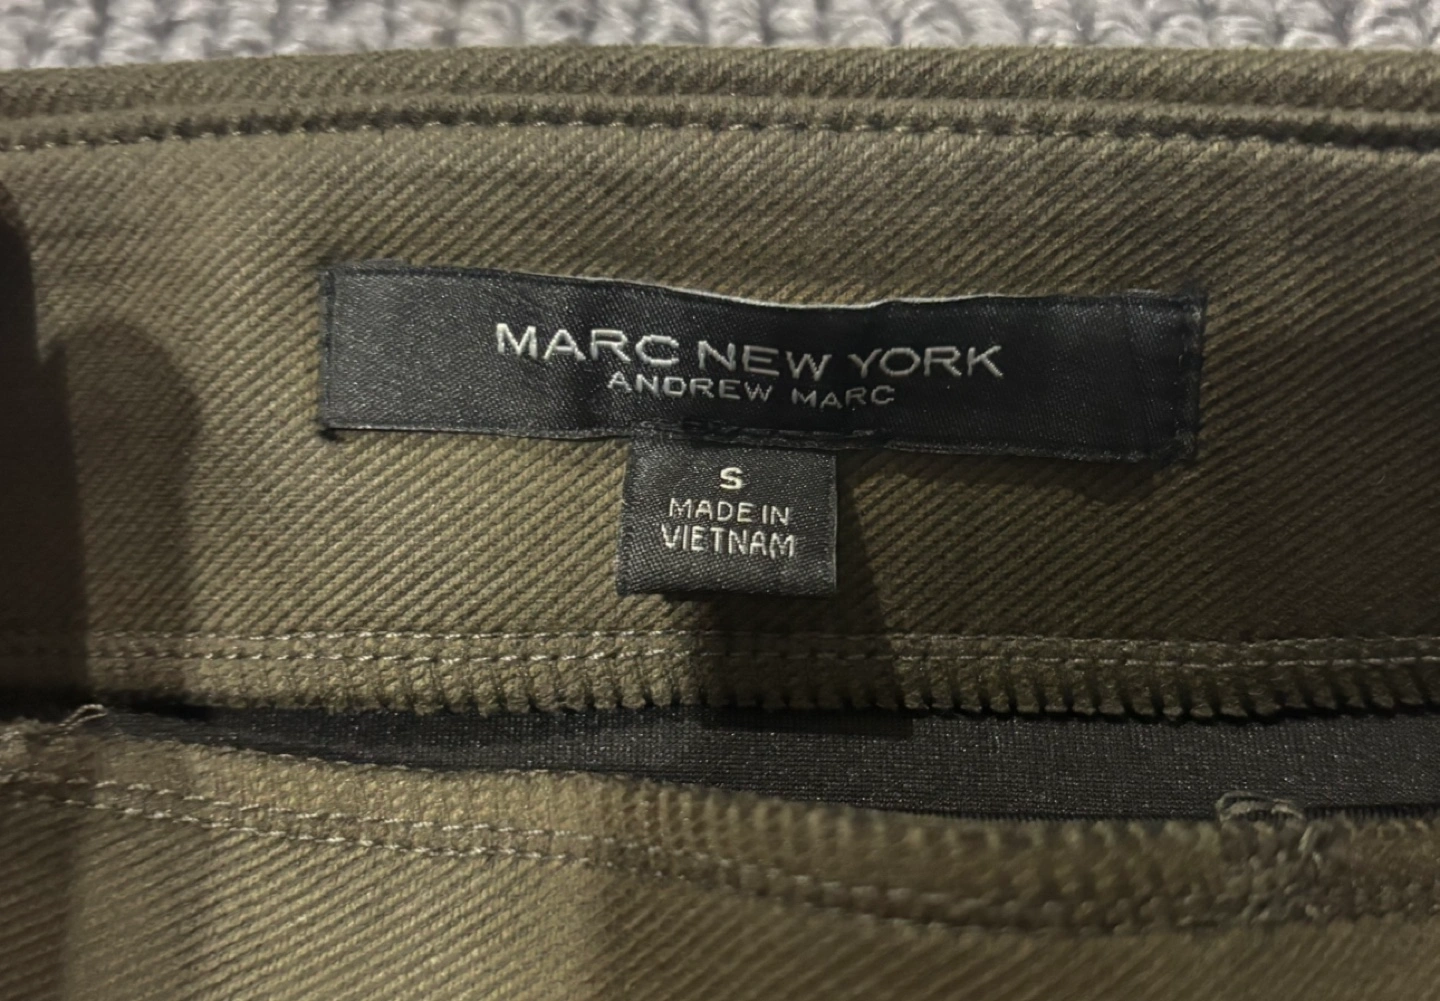 MARC NEW YORK
ANDREW MARC
S
MADE IN
VIETNAM